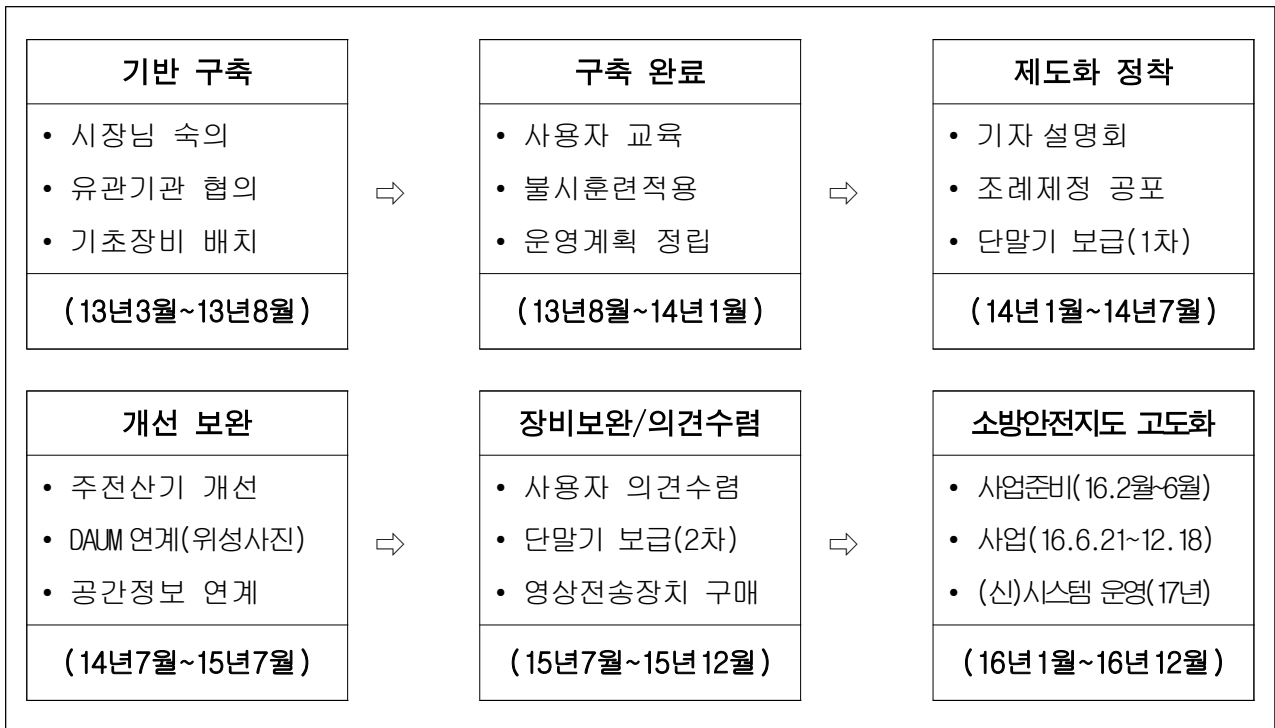 기반 구축
• 시장님 숙의
• 유관기관 협의
• 기초장비 배치
(13년3월~13년8월)
⇨
구축 완료
• 사용자 교육
• 불시훈련적용
• 운영계획 정립
(13년8월~14년1월)
⇨
제도화 정착
• 기자 설명회
• 조례제정 공포
• 단말기 보급(1차)
(14년1월~14년7월)
개선 보완
• 주전산기 개선
• DAUM 연계(위성사진)
• 공간정보 연계
(14년7월~15년7월)
⇨
장비보완/의견수렴
• 사용자 의견수렴
• 단말기 보급(2차)
• 영상전송장치 구매
(15년7월~15년12월)
⇨
소방안전지도 고도화
• 사업준비(16.2월~6월)
• 사업(16.6.21~12.18)
• (신)시스템 운영(17년)
(16년1월~16년12월)